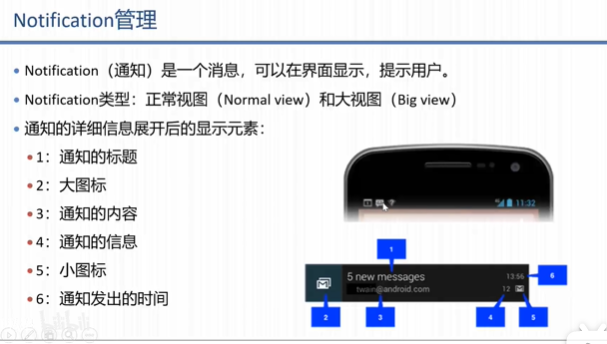 Notification管理
Notification（通知）是一个消息，可以在界面显示，提示用户。
Notification类型：正常视图（Normal view）和大视图（Big view）
通知的详细信息展开后的显示元素：
1：通知的标题
2：大图标
3：通知的内容
4：通知的信息
5：小图标
6：通知发出的时间
11:32
1
5 new messages
13:56
6
twain@android.com
12
2
3
4
5